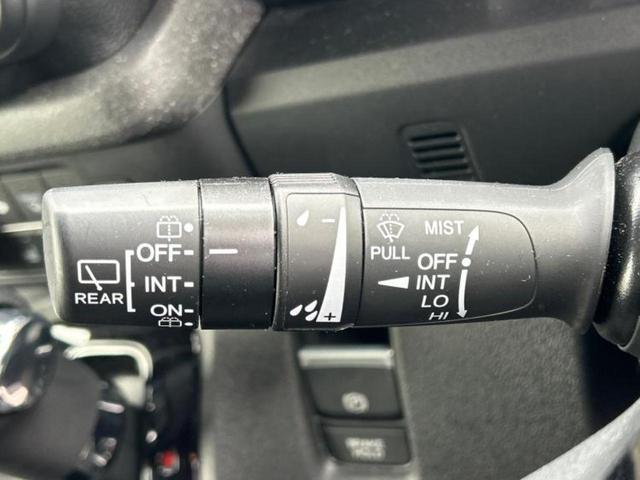 OFF
INT
ON
REAR
PULL
MIST
OFF
INT
LO
HI